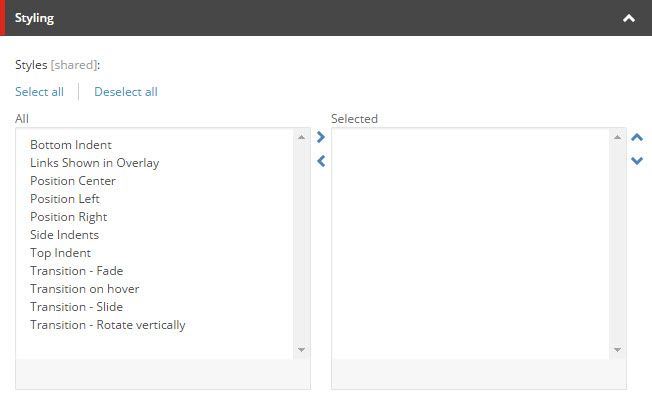 Styling
Styles [shared]:
Select all
Deselect all
All
Selected
Bottom Indent
Links Shown in Overlay
Position Center
Position Left
Position Right
Side Indents
Top Indent
Transition - Fade
Transition on hover
Transition - Slide
Transition - Rotate vertically